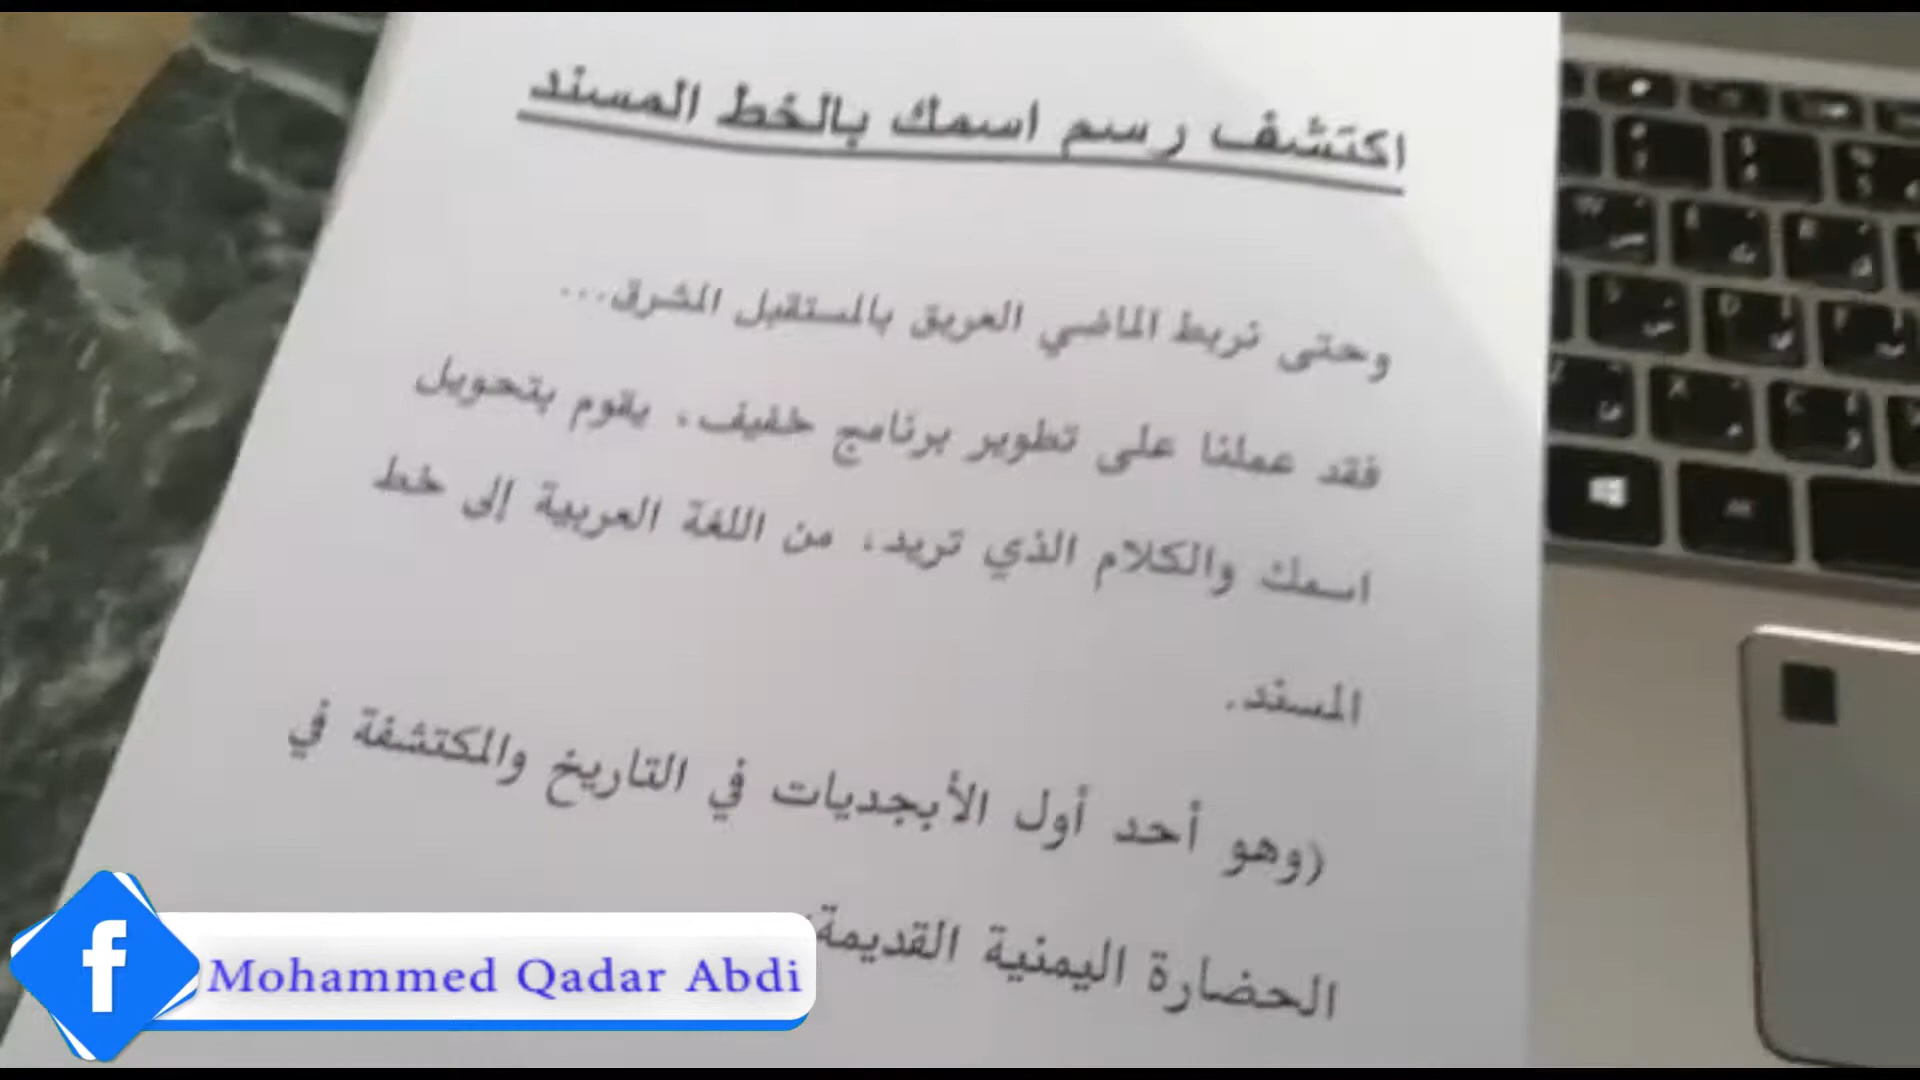 اكتشف رسم اسمك بالخط المسند
وحتى نربط الماضي العريق بالمستقبل المشرق...
فقد عملنا على تطوير برنامج خفيف، يقوم بتحويل
اسمك والكلام الذي تريد، من اللغة العربية إلى خط
المسند.
(وهو أحد أول الأبجديات في التاريخ والمكتشفة في
الحضارة اليمنية القديمة
f Mohammed Qadar Abdi